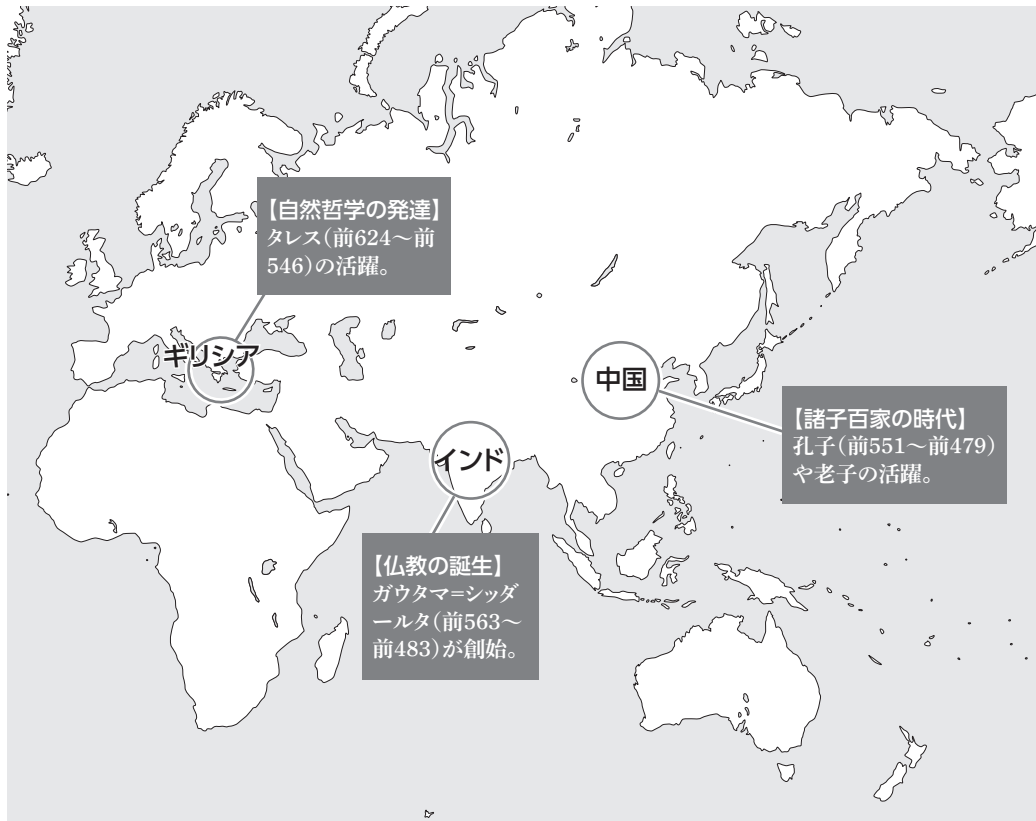 【自然哲学の発達】
タレス(前624〜前
546)の活躍。
ギリシア
中国
【諸子百家の時代】
孔子(前551〜前479)
や老子の活躍。
インド
【仏教の誕生】
ガウタマ=シッダ
ールタ(前563〜
前483)が創始。